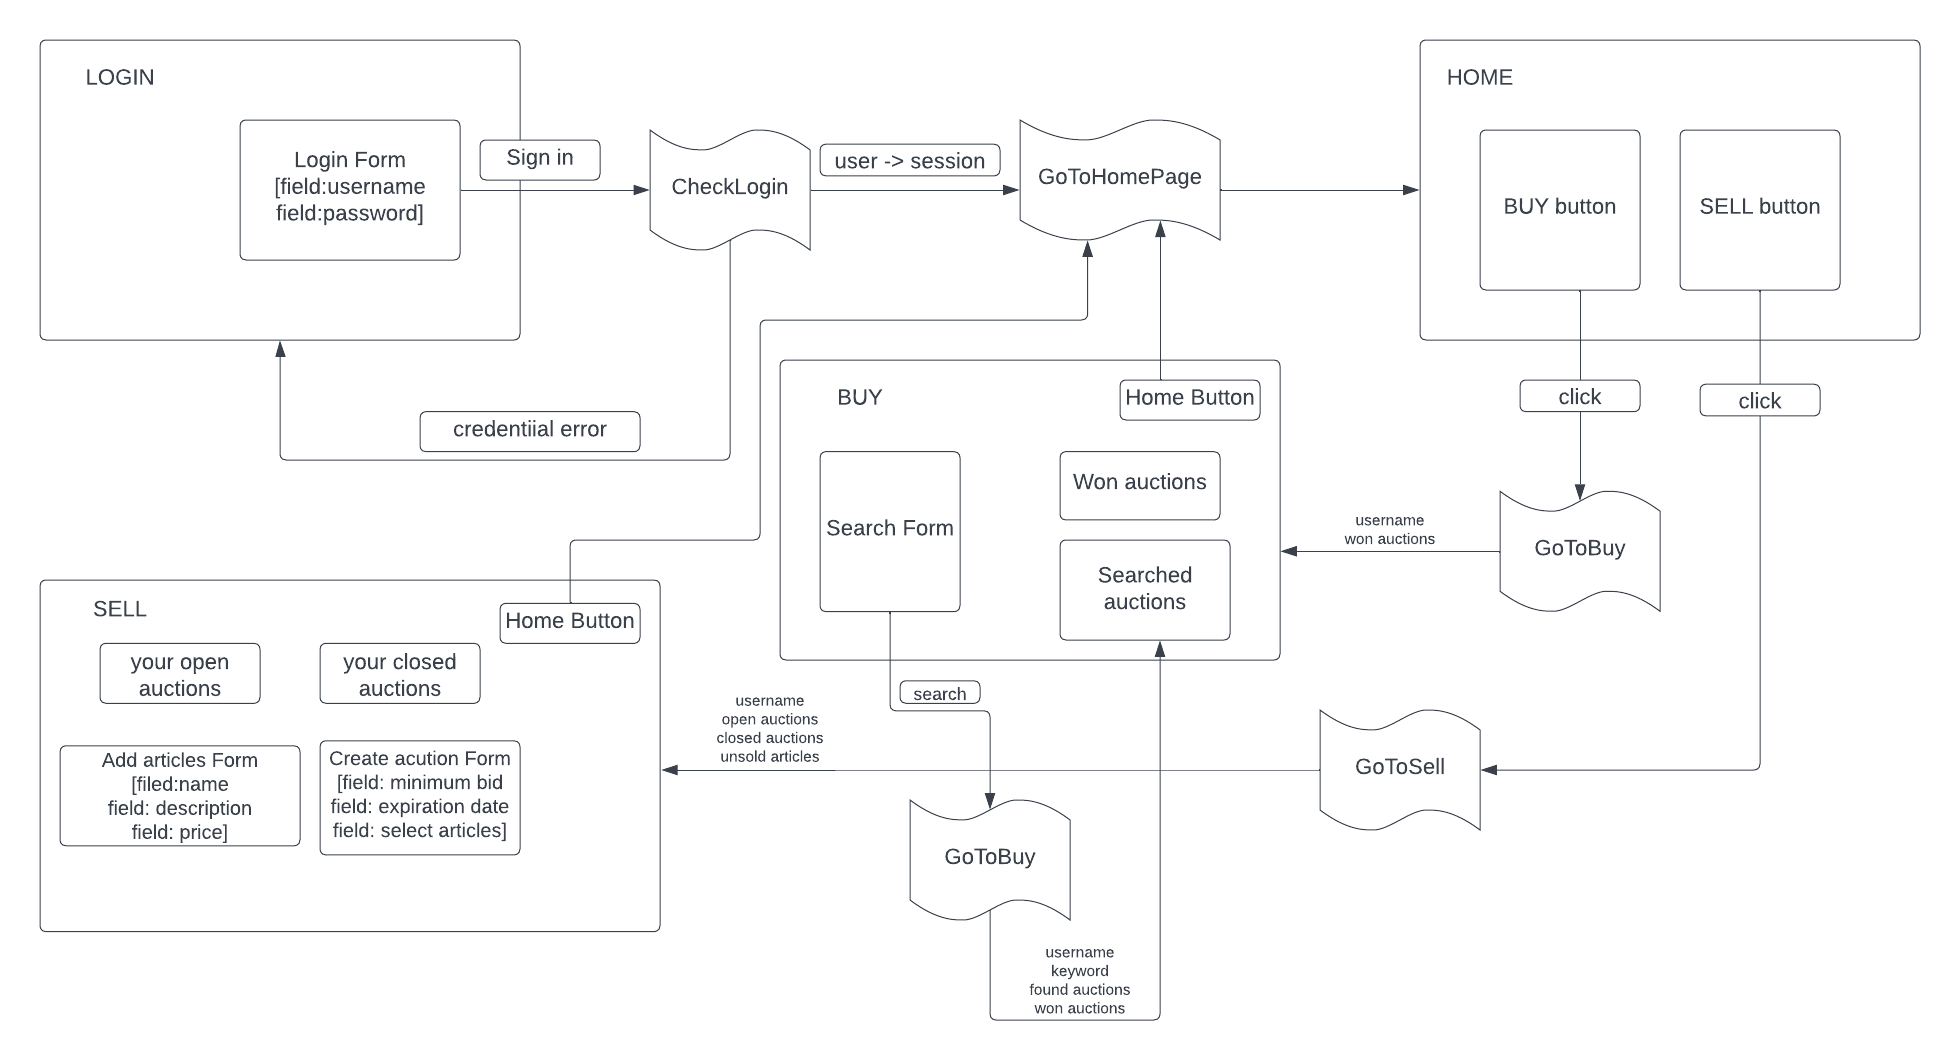 LOGIN
Login Form
[field:username
field:password]
Sign in
CheckLogin
user -> session
GoToHomePage
HOME
BUY button
SELL button
click
click
credentiial error
BUY
Home Button
Search Form
Won auctions
Searched
auctions
username
won auctions
GoToBuy
SELL
Home Button
your open
auctions
your closed
auctions
Add articles Form
[filed:name
field: description
field: price]
Create acution Form
[field: minimum bid
field: expiration date
field: select articles]
search
username
open auctions
closed auctions
unsold articles
GoToSell
GoToBuy
username
keyword
found auctions
won auctions